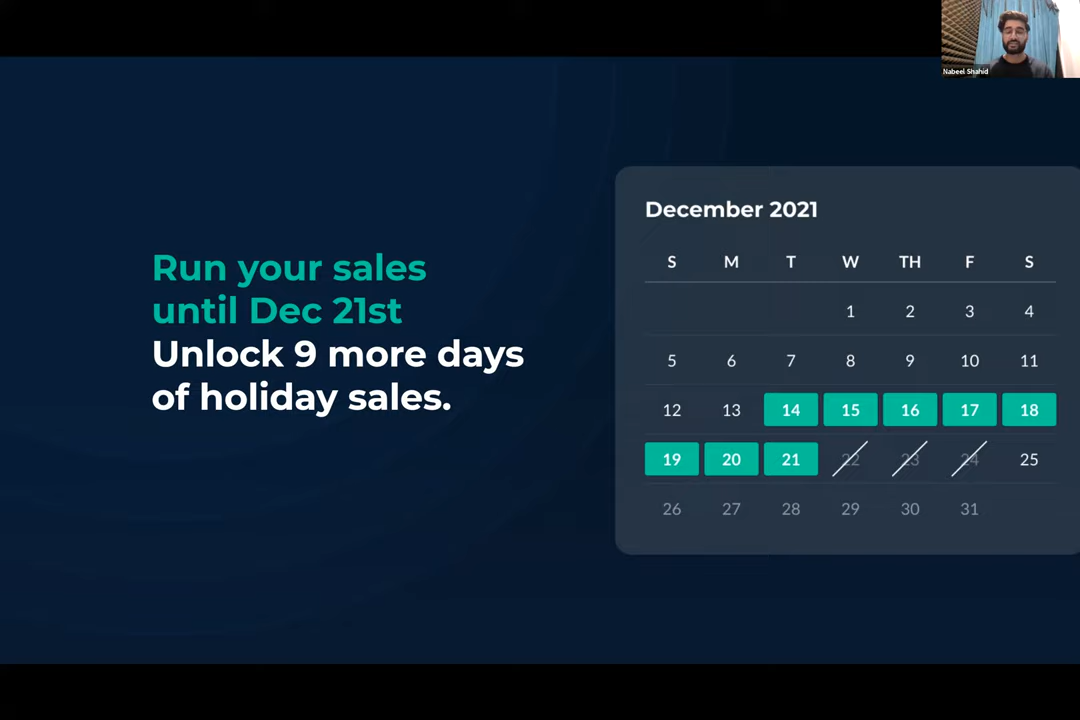 Nabeel Shahid
Run your sales
until Dec 21st
Unlock 9 more days
of holiday sales.
December 2021
S M T W TH F S
1 2 3 4
5 6 7 8 9 10 11
12 13 14 15 16 17 18
19 20 21 22 23 24 25
26 27 28 29 30 31